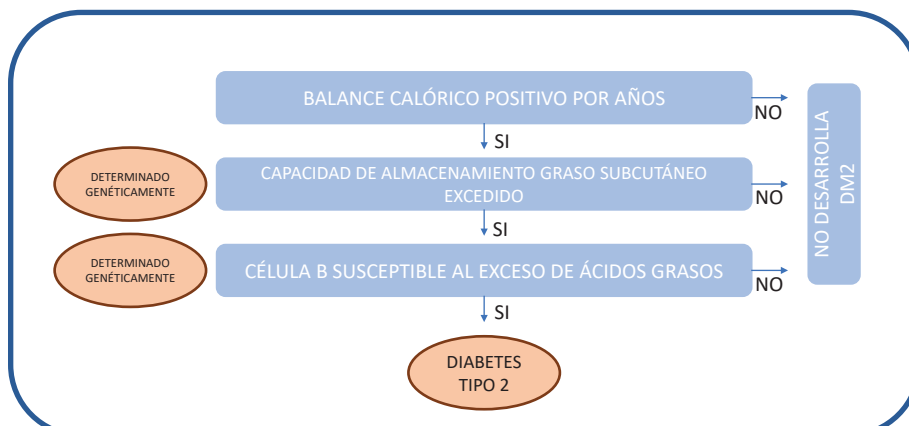 BALANCE CALÓRICO POSITIVO POR AÑOS
NO
SI
DETERMINADO
GENÉTICAMENTE
CAPACIDAD DE ALMACENAMIENTO GRASO SUBCUTÁNEO
EXCEDIDO
NO
SI
DETERMINADO
GENÉTICAMENTE
CÉLULA B SUSCEPTIBLE AL EXCESO DE ÁCIDOS GRASOS
NO
SI
DIABETES
TIPO 2
NO DESARROLLA
DM2